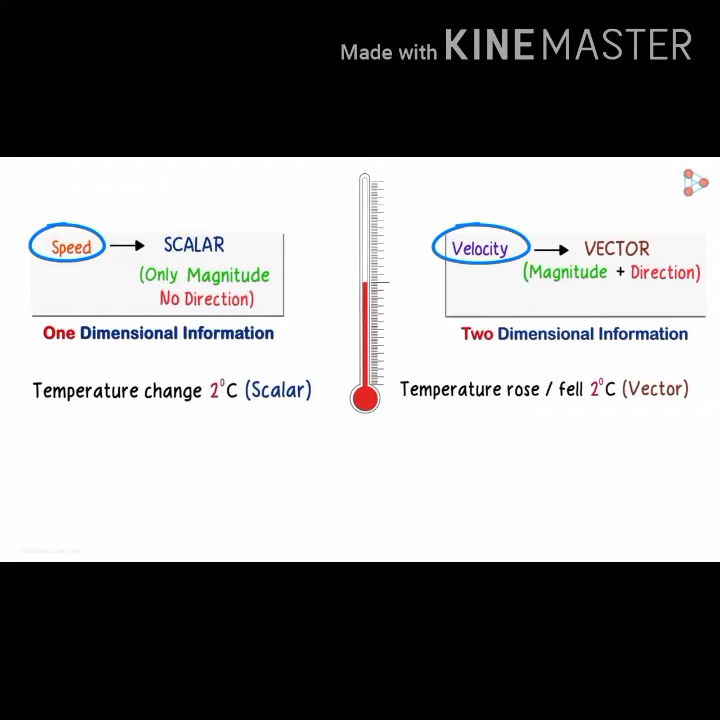 Made with KINEMASTER
Speed → SCALAR
(Only Magnitude
No Direction)
One Dimensional Information
Temperature change 2°C (Scalar)
Velocity → VECTOR
(Magnitude + Direction)
Two Dimensional Information
Temperature rose / fell 2°C (Vector)